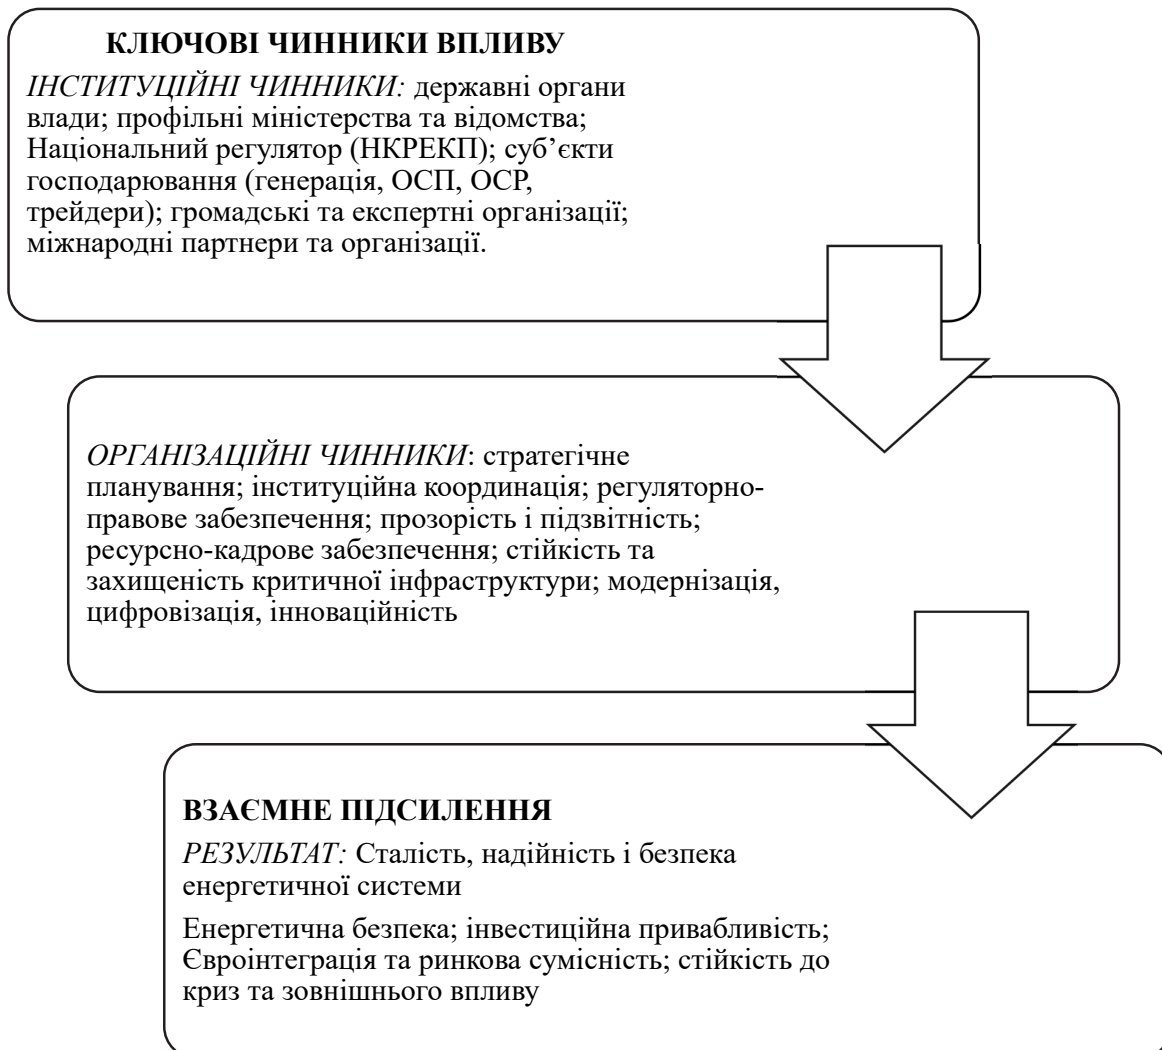 КЛЮЧОВІ ЧИННИКИ ВПЛИВУ
ІНСТИТУЦІЙНІ ЧИННИКИ: державні органи
влади; профільні міністерства та відомства;
Національний регулятор (НКРЕКП); суб’єкти
господарювання (генерація, ОСП, ОСР,
трейдери); громадські та експертні організації;
міжнародні партнери та організації.
ОРГАНІЗАЦІЙНІ ЧИННИКИ: стратегічне
планування; інституційна координація; регуляторно-
правове забезпечення; прозорість і підзвітність;
ресурсно-кадрове забезпечення; стійкість та
захищеність критичної інфраструктури; модернізація,
цифровізація, інноваційність
ВЗАЄМНЕ ПІДСИЛЕННЯ
РЕЗУЛЬТАТ: Сталість, надійність і безпека
енергетичної системи
Енергетична безпека; інвестиційна привабливість;
Євроінтеграція та ринкова сумісність; стійкість до
криз та зовнішнього впливу